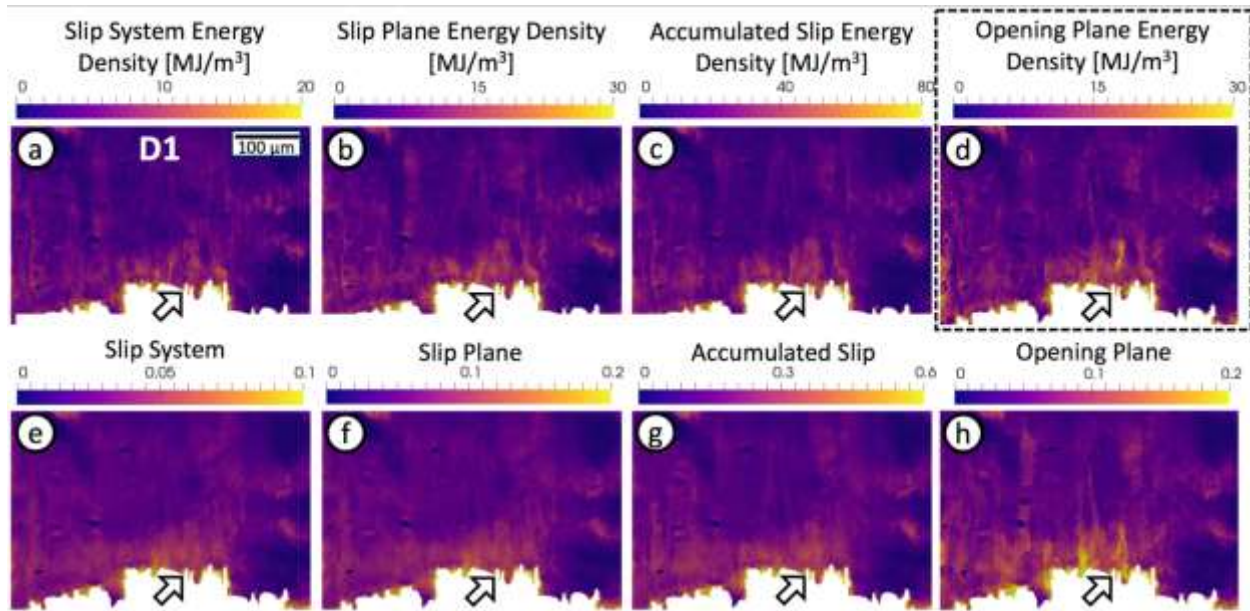 Slip System Energy
Density [MJ/m³]
0 10 20
Slip Plane Energy Density
[MJ/m³]
0 15 30
Accumulated Slip Energy
Density [MJ/m³]
0 40 80
Opening Plane Energy
Density [MJ/m³]
0 15 30
a D1 100 μm
b
c
d
Slip System
0 0.05 0.1
Slip Plane
0 0.1 0.2
Accumulated Slip
0 0.3 0.6
Opening Plane
0 0.1 0.2
e
f
g
h